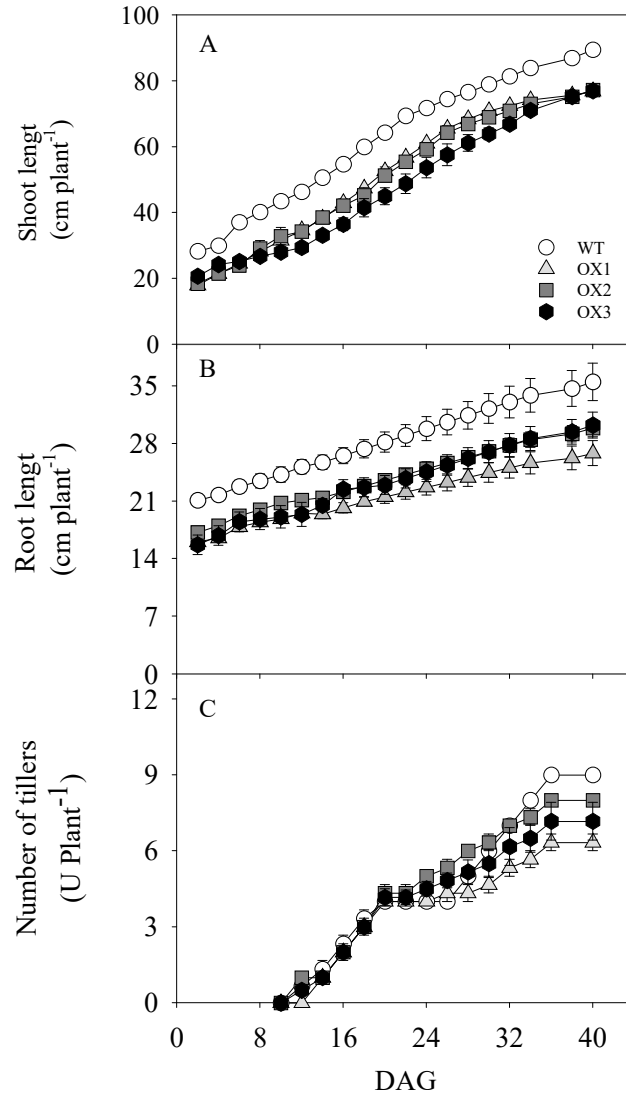 100
A
80
60
40
20
0
Shoot lengt
(cm plant-1)
WT
OX1
OX2
OX3
B
35
28
21
14
7
0
Root lengt
(cm plant-1)
12
C
9
6
3
0
Number of tillers
(U Plant-1)
0 8 16 24 32 40
DAG